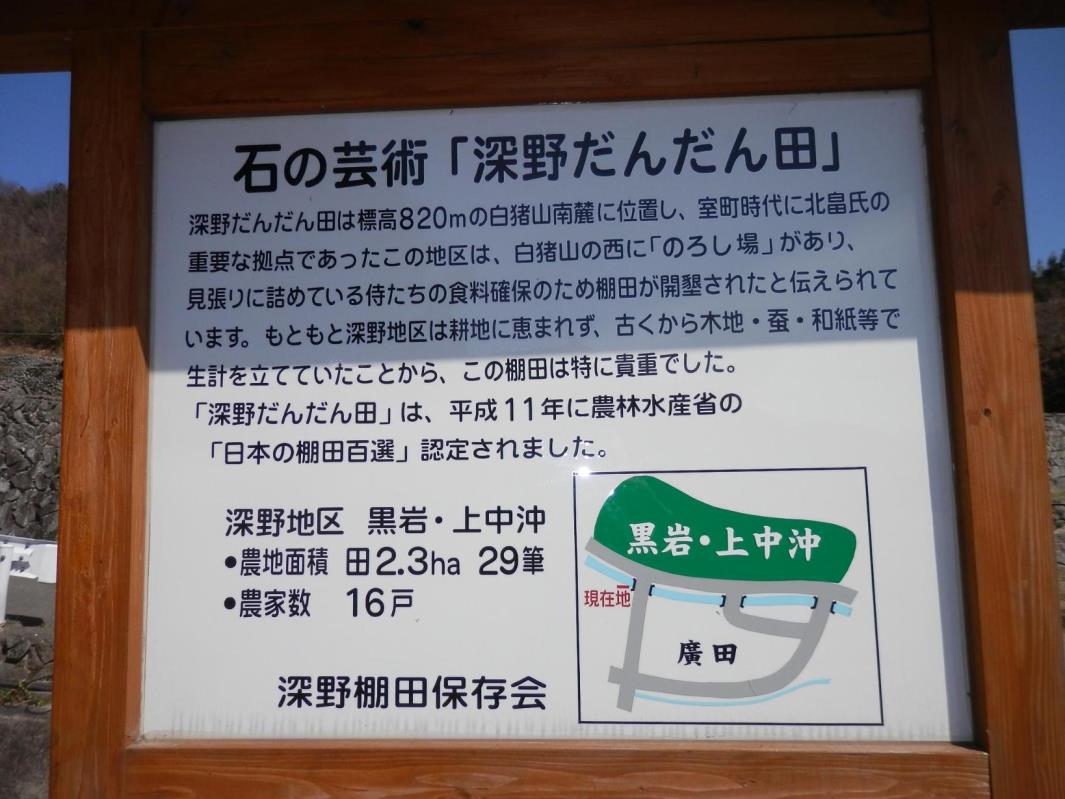 石の芸術「深野だんだん田」
深野だんだん田は標高820mの白猪山南麓に位置し、室町時代に北畠氏の
重要な拠点であったこの地区は、白猪山の西に「のろし場」があり、
見張りに詰めている侍たちの食料確保のため棚田が開墾されたと伝えられて
います。もともと深野地区は耕地に恵まれず、古くから木地・蚕・和紙等で
生計を立てていたことから、この棚田は特に貴重でした。
「深野だんだん田」は、平成11年に農林水産省の
「日本の棚田百選」認定されました。
深野地区 黒岩・上中沖
•農地面積 田2.3ha 29筆
•農家数 16戸
深野棚田保存会
黒岩・上中沖
現在地
廣田